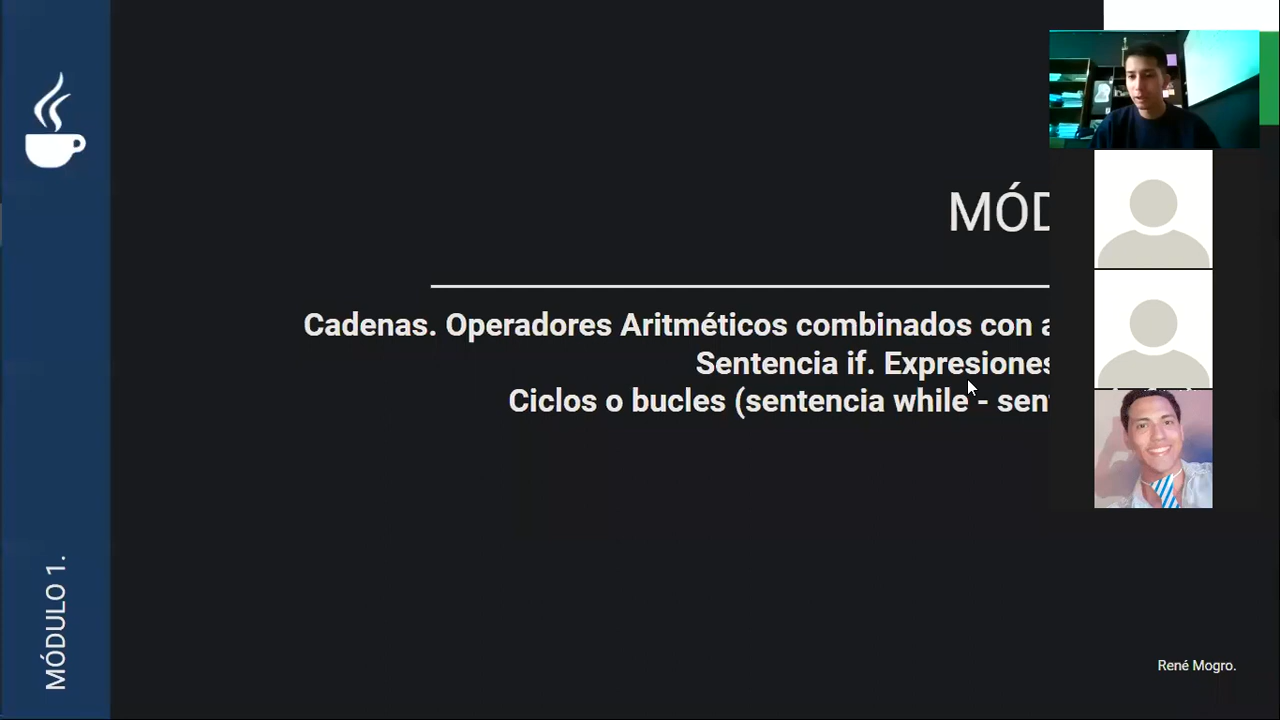 MÓD
Cadenas. Operadores Aritméticos combinados con
Sentencia if. Expresiones
Ciclos o bucles (sentencia while - sen
MÓDULO 1.
René Mogro.